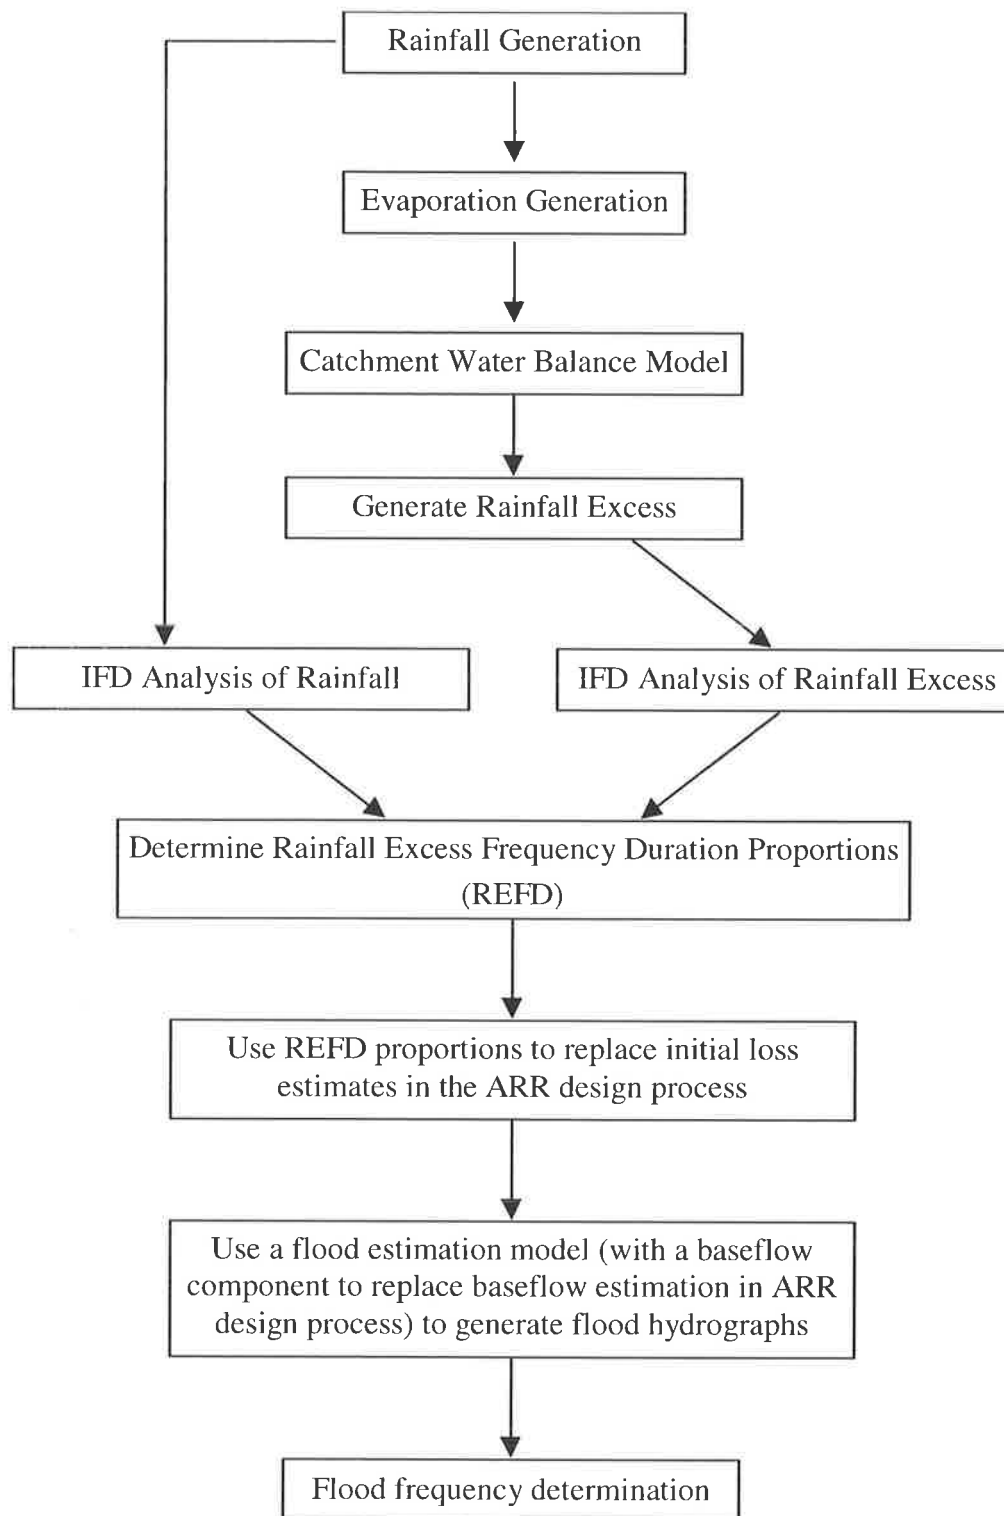 Rainfall Generation
Evaporation Generation
Catchment Water Balance Model
Generate Rainfall Excess
IFD Analysis of Rainfall
IFD Analysis of Rainfall Excess
Determine Rainfall Excess Frequency Duration Proportions
(REFD)
Use REFD proportions to replace initial loss
estimates in the ARR design process
Use a flood estimation model (with a baseflow
component to replace baseflow estimation in ARR
design process) to generate flood hydrographs
Flood frequency determination